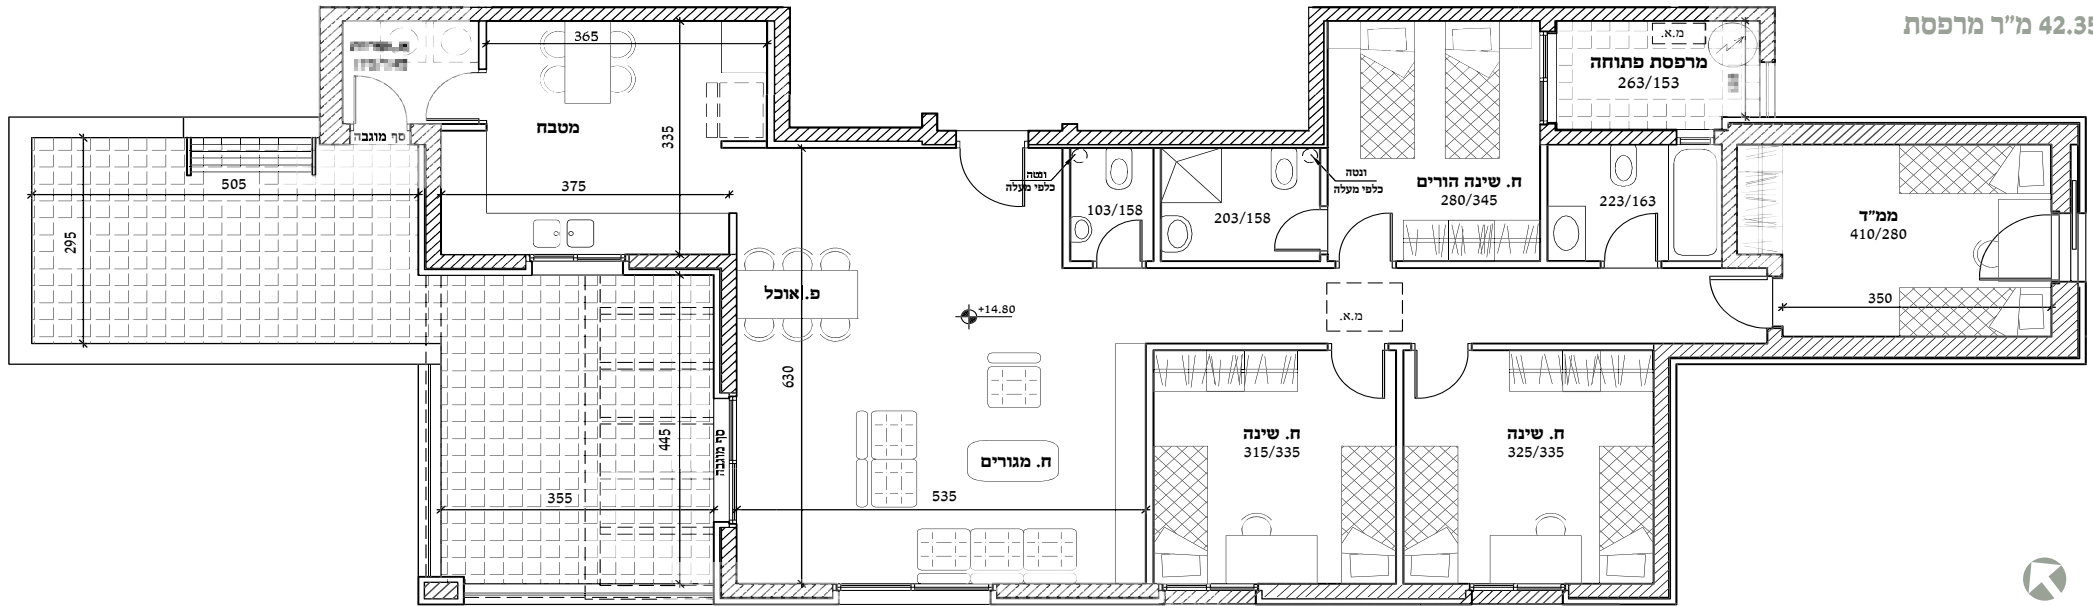 42.35 מ"ר מרפסת
365
מ.א.
מרפסת פתוחה
263/153
מטבח
סף מוגבה
335
505
375
295
ונטה
כלפי מעלה
ונטה
כלפי מעלה
103/158
203/158
ח. שינה הורים
280/345
223/163
ממ"ד
410/280
פ.אוכל
+14.80
מ.א.
350
630
445
סף מוגבה
355
535
ח. מגורים
ח. שינה
315/335
ח. שינה
325/335